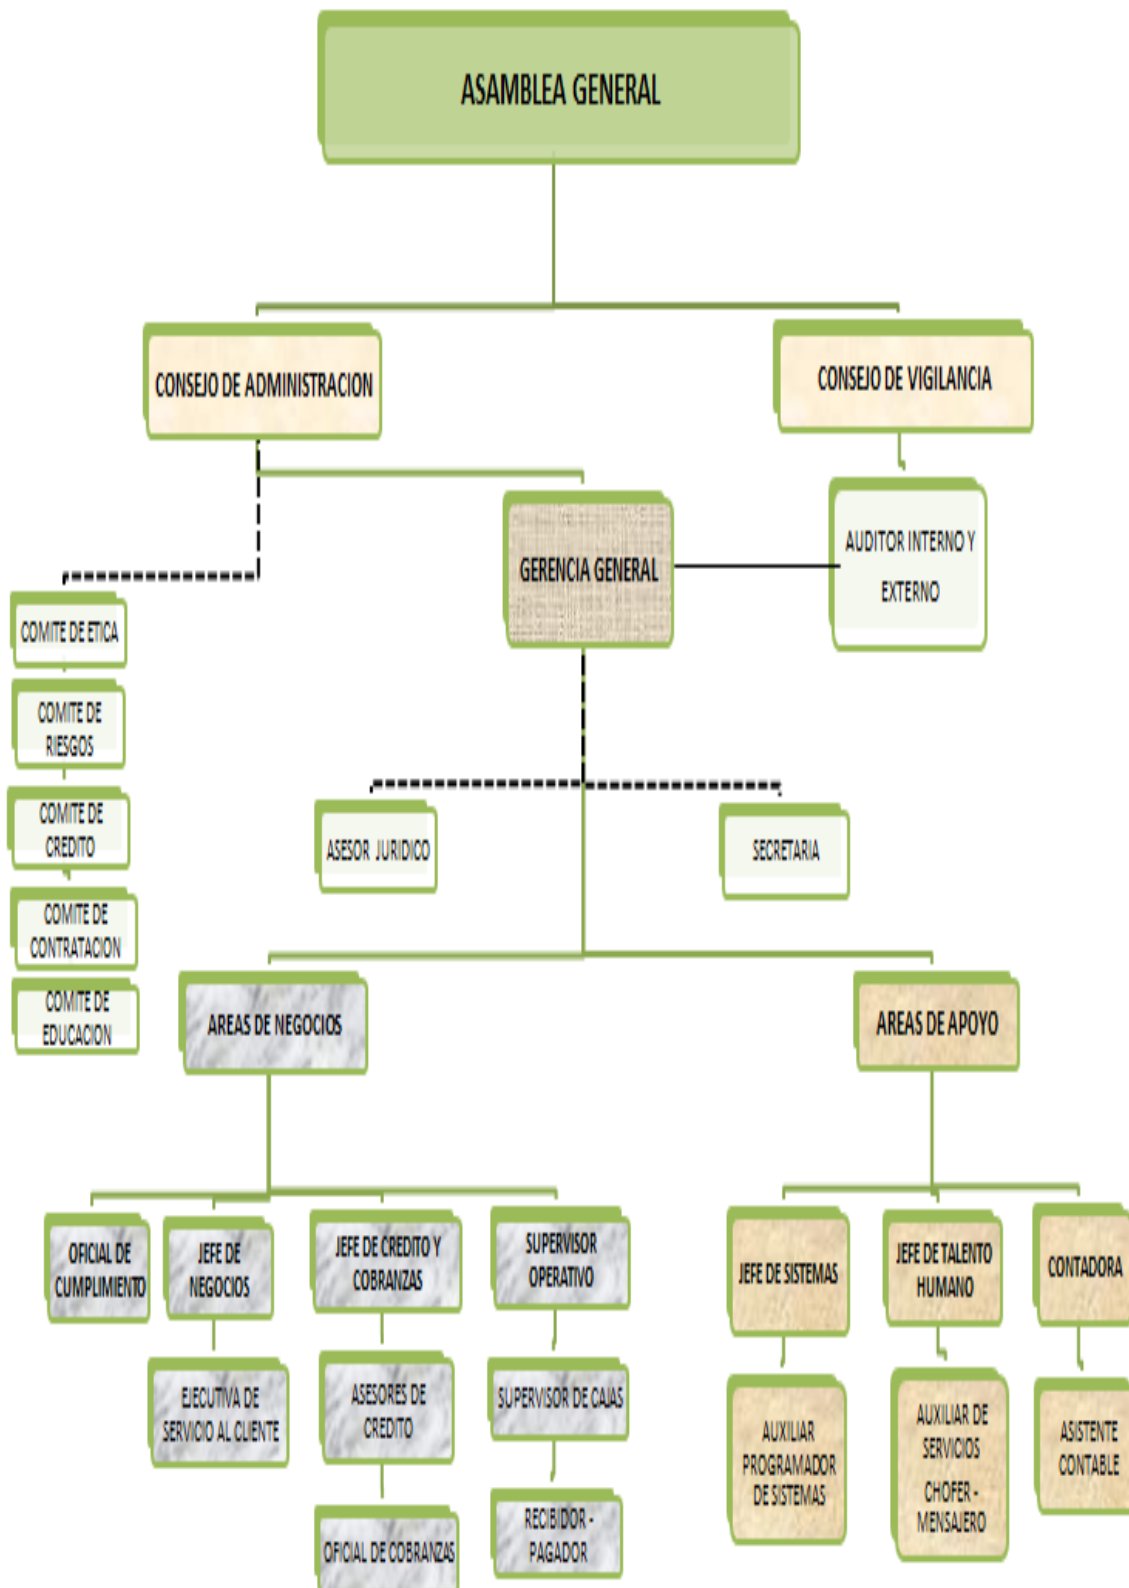 ASAMBLEA GENERAL
CONSEJO DE ADMINISTRACION
CONSEJO DE VIGILANCIA
GERENCIA GENERAL
AUDITOR INTERNO Y
EXTERNO
COMITE DE ETICA
COMITE DE
RIESGOS
COMITE DE
CREDITO
COMITE DE
CONTRATACION
COMITE DE
EDUCACION
ASESOR JURIDICO
SECRETARIA
AREAS DE NEGOCIOS
AREAS DE APOYO
OFICIAL DE
CUMPLIMIENTO
JEFE DE
NEGOCIOS
JEFE DE CREDITO Y
COBRANZAS
SUPERVISOR
OPERATIVO
JEFE DE SISTEMAS
JEFE DE TALENTO
HUMANO
CONTADORA
EJECUTIVA DE
SERVICIO AL CLIENTE
ASESORES DE
CREDITO
SUPERVISOR DE CAJAS
AUXILIAR
PROGRAMADOR
DE SISTEMAS
AUXILIAR DE
SERVICIOS
CHOFER -
MENSAJERO
ASISTENTE
CONTABLE
OFICIAL DE COBRANZAS
RECIBIDOR -
PAGADOR